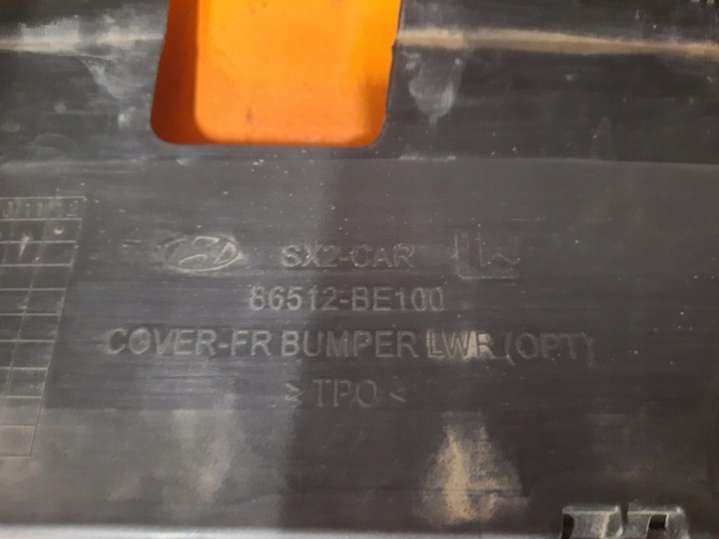 SX2-CAR
86512-BE100
COVER-FR BUMPER LWR (OPT)
> TPO <